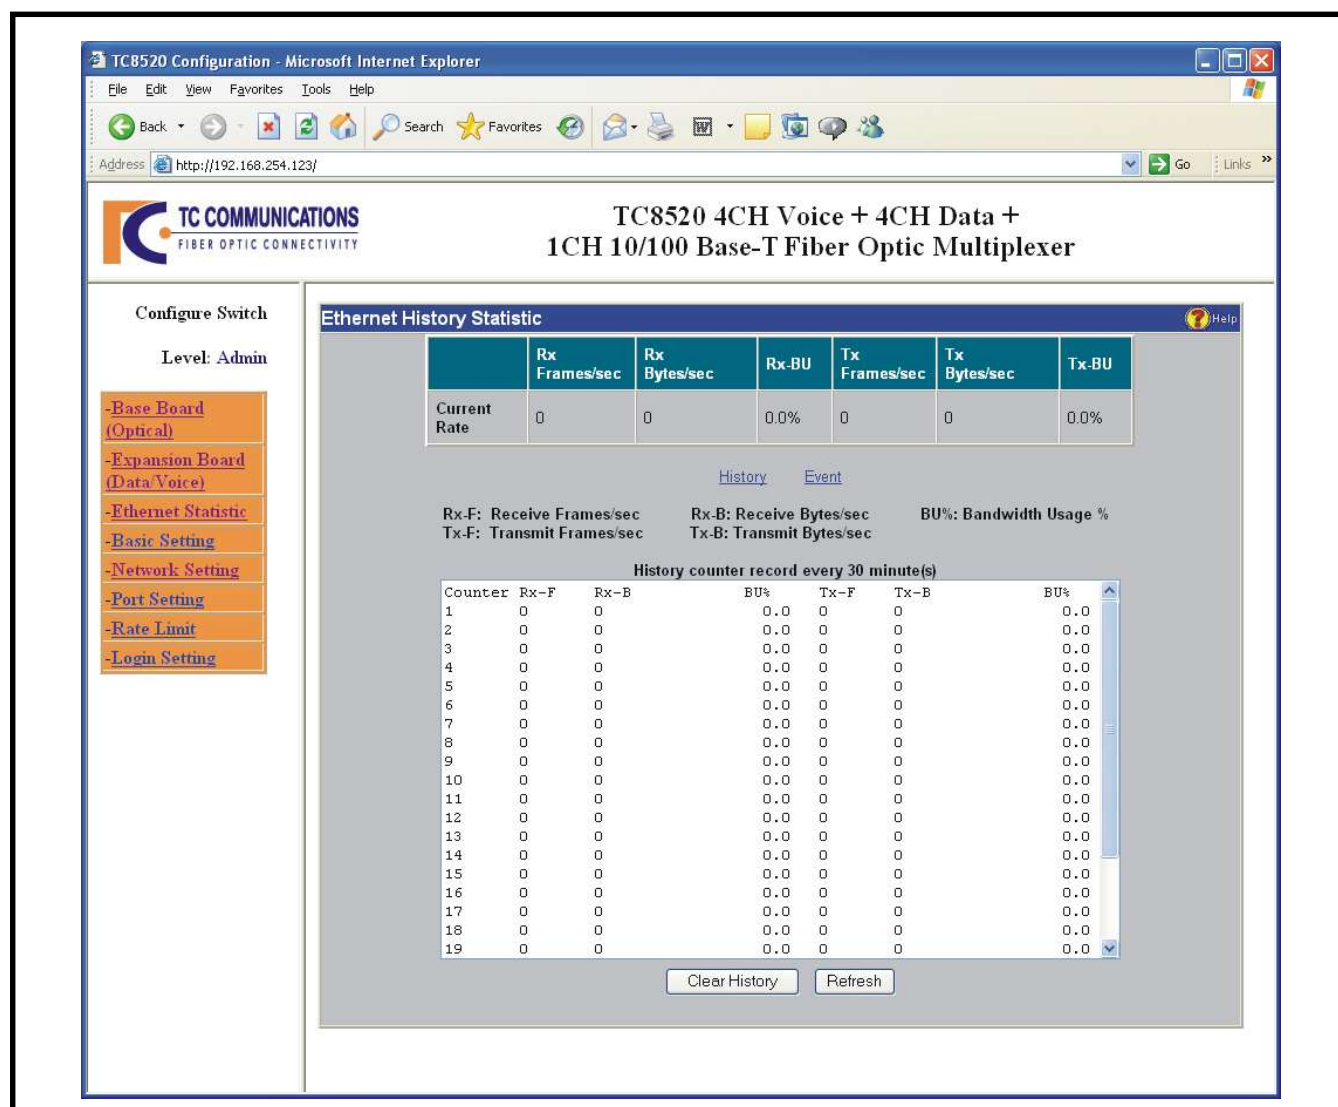 TC8520 Configuration - Microsoft Internet Explorer
File Edit View Favorites Tools Help
Back Search Favorites
Address http://192.168.254.123/ Go Links »
TC COMMUNICATIONS
FIBER OPTIC CONNECTIVITY
TC8520 4CH Voice + 4CH Data +
1CH 10/100 Base-T Fiber Optic Multiplexer
Configure Switch
Level: Admin
-Base Board
(Optical)
-Expansion Board
(Data/Voice)
-Ethernet Statistic
-Basic Setting
-Network Setting
-Port Setting
-Rate Limit
-Login Setting
Ethernet History Statistic Help
Rx Frames/sec Rx Bytes/sec Rx-BU Tx Frames/sec Tx Bytes/sec Tx-BU
Current Rate 0 0 0.0% 0 0 0.0%
History Event
Rx-F: Receive Frames/sec Rx-B: Receive Bytes/sec BU%: Bandwidth Usage %
Tx-F: Transmit Frames/sec Tx-B: Transmit Bytes/sec
History counter record every 30 minute(s)
Counter Rx-F Rx-B BU% Tx-F Tx-B BU%
1 0 0 0.0 0 0 0.0
2 0 0 0.0 0 0 0.0
3 0 0 0.0 0 0 0.0
4 0 0 0.0 0 0 0.0
5 0 0 0.0 0 0 0.0
6 0 0 0.0 0 0 0.0
7 0 0 0.0 0 0 0.0
8 0 0 0.0 0 0 0.0
9 0 0 0.0 0 0 0.0
10 0 0 0.0 0 0 0.0
11 0 0 0.0 0 0 0.0
12 0 0 0.0 0 0 0.0
13 0 0 0.0 0 0 0.0
14 0 0 0.0 0 0 0.0
15 0 0 0.0 0 0 0.0
16 0 0 0.0 0 0 0.0
17 0 0 0.0 0 0 0.0
18 0 0 0.0 0 0 0.0
19 0 0 0.0 0 0 0.0
Clear History Refresh